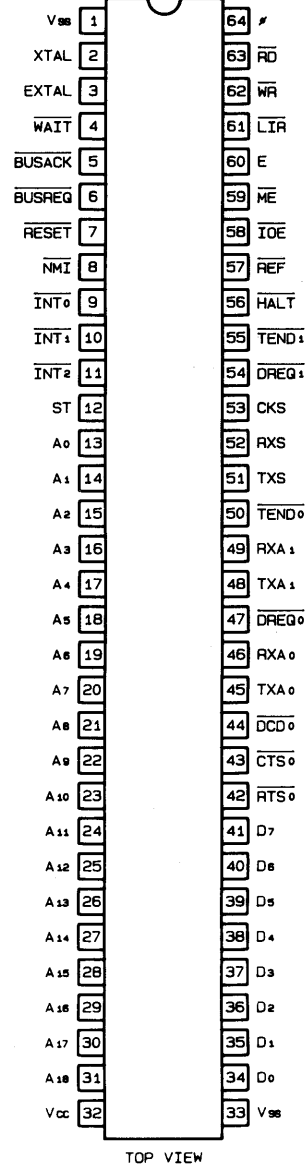 Vss 1 64 ø
XTAL 2 63 RD
EXTAL 3 62 WR
WAIT 4 61 LIR
BUSACK 5 60 E
BUSREQ 6 59 ME
RESET 7 58 IOE
NMI 8 57 REF
INT0 9 56 HALT
INT1 10 55 TEND1
INT2 11 54 DREQ1
ST 12 53 CKS
A0 13 52 RXS
A1 14 51 TXS
A2 15 50 TEND0
A3 16 49 RXA1
A4 17 48 TXA1
A5 18 47 DREQ0
A6 19 46 RXA0
A7 20 45 TXA0
A8 21 44 DCD0
A9 22 43 CTS0
A10 23 42 RTS0
A11 24 41 D7
A12 25 40 D6
A13 26 39 D5
A14 27 38 D4
A15 28 37 D3
A16 29 36 D2
A17 30 35 D1
A18 31 34 D0
Vcc 32 33 Vss
TOP VIEW